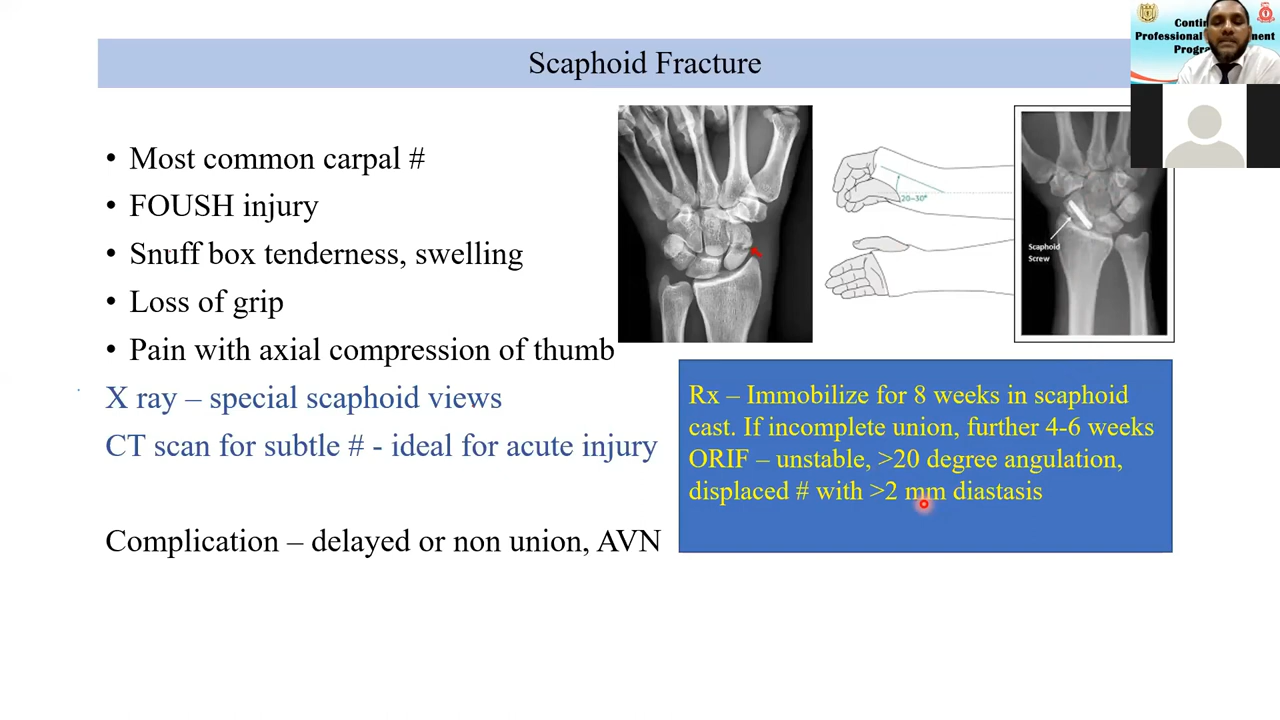 Scaphoid Fracture
• Most common carpal #
• FOUSH injury
• Snuff box tenderness, swelling
• Loss of grip
• Pain with axial compression of thumb
X ray – special scaphoid views
CT scan for subtle # - ideal for acute injury
Complication – delayed or non union, AVN
20–30°
Scaphoid
Screw
Rx – Immobilize for 8 weeks in scaphoid
cast. If incomplete union, further 4-6 weeks
ORIF – unstable, >20 degree angulation,
displaced # with >2 mm diastasis
Professional